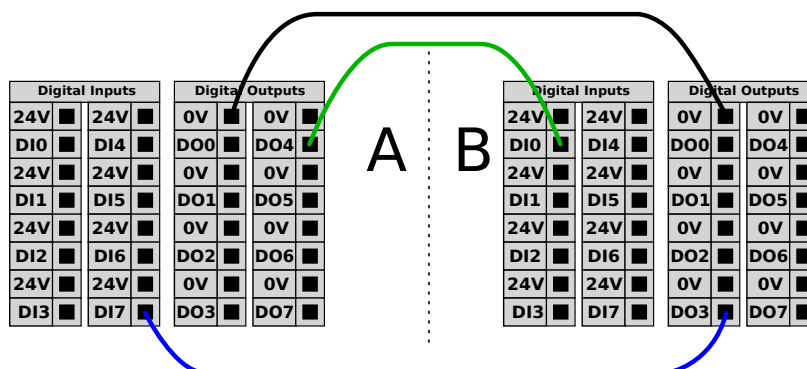 Digital Inputs Digital Outputs Digital Inputs Digital Outputs
24V 24V 0V 0V 24V 24V 0V 0V
DI0 DI4 DO0 DO4 A B DI0 DI4 DO0 DO4
24V 24V 0V 0V 24V 24V 0V 0V
DI1 DI5 DO1 DO5 DI1 DI5 DO1 DO5
24V 24V 0V 0V 24V 24V 0V 0V
DI2 DI6 DO2 DO6 DI2 DI6 DO2 DO6
24V 24V 0V 0V 24V 24V 0V 0V
DI3 DI7 DO3 DO7 DI3 DI7 DO3 DO7